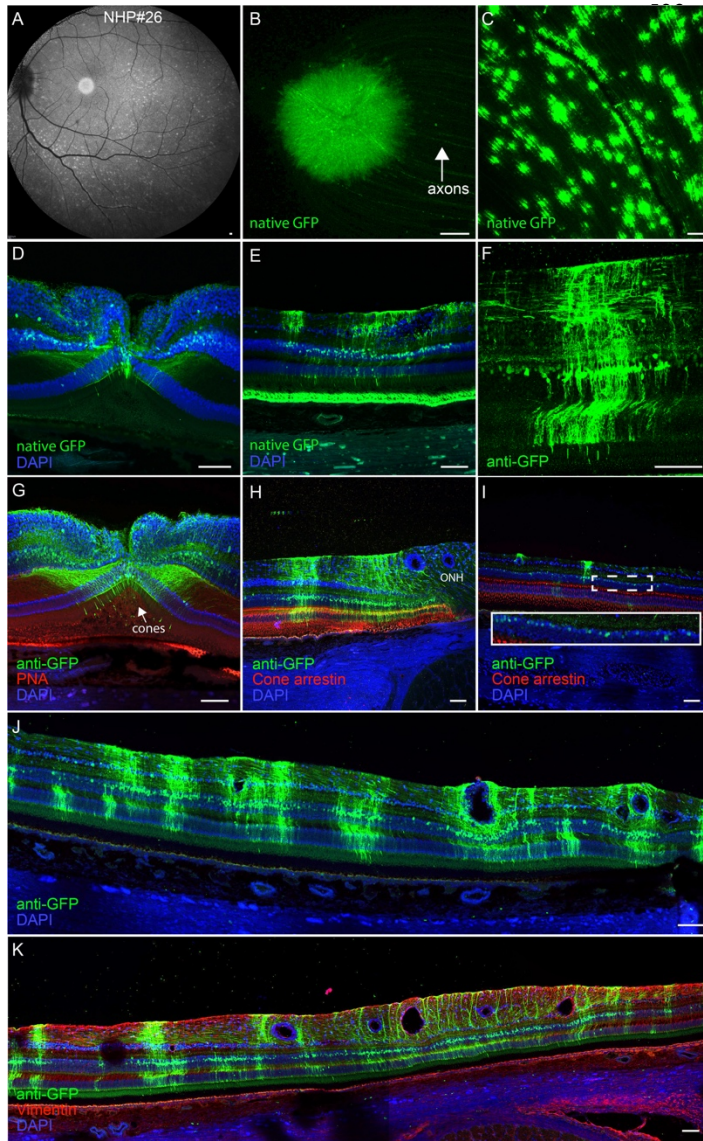 A
NHP#26
B
axons
native GFP
C
native GFP
D
native GFP
DAPI
E
native GFP
DAPI
F
anti-GFP
G
cones
anti-GFP
PNA
DAPI
H
ONH
anti-GFP
Cone arrestin
DAPI
I
anti-GFP
Cone arrestin
DAPI
J
anti-GFP
DAPI
K
anti-GFP
Vimentin
DAPI